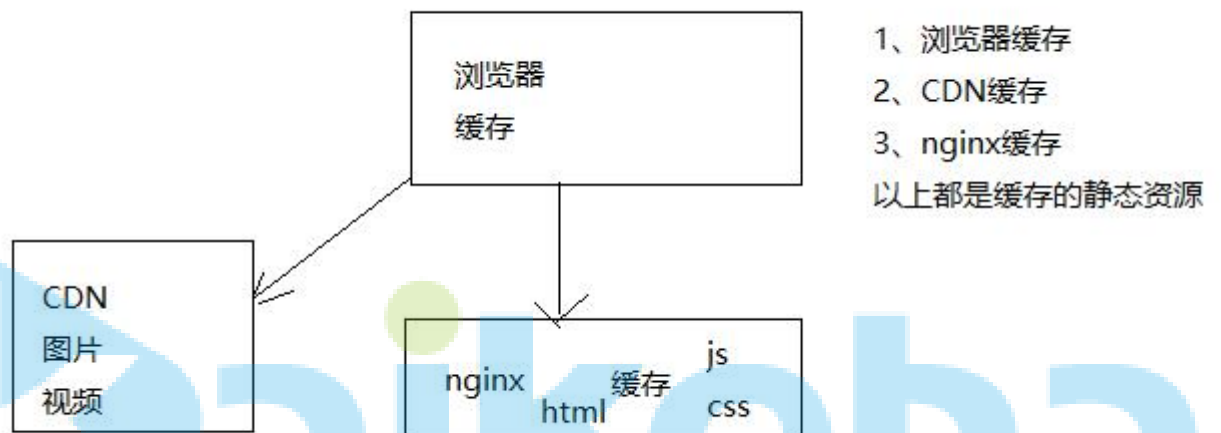 浏览器
缓存
1、浏览器缓存
2、CDN缓存
3、nginx缓存
以上都是缓存的静态资源
CDN
图片
视频
nginx 缓存 js
html css